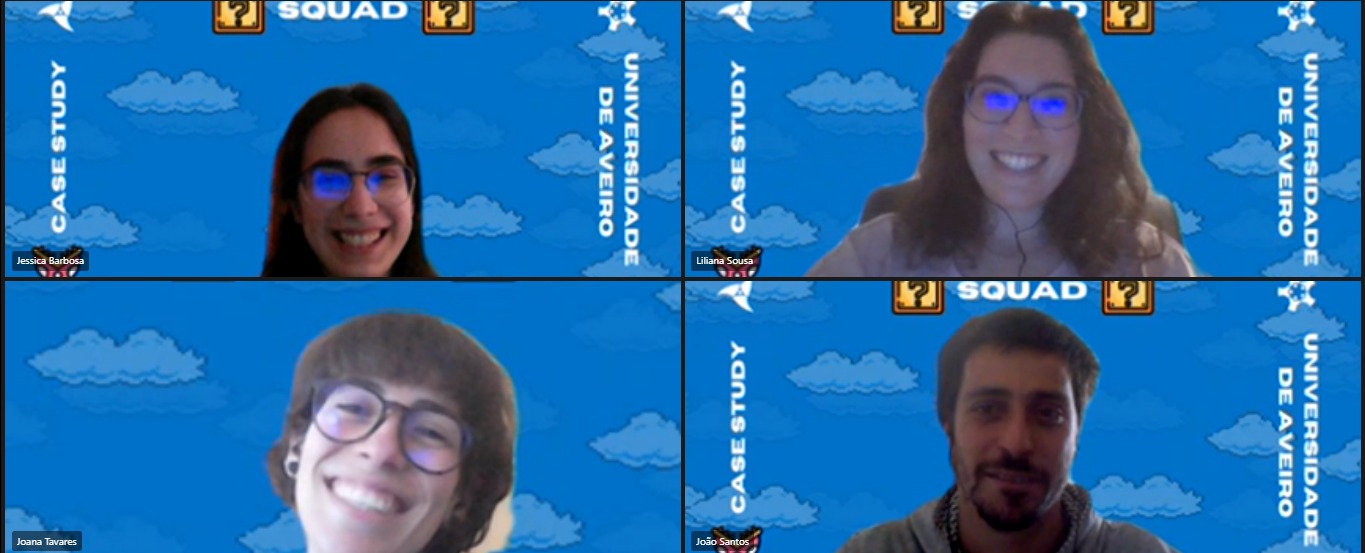 SQUAD
CASE STUDY
UNIVERSIDADE
DE AVEIRO
Jessica Barbosa
SQUAD
CASE STUDY
UNIVERSIDADE
DE AVEIRO
Liliana Sousa
Joana Tavares
SQUAD
CASE STUDY
UNIVERSIDADE
DE AVEIRO
João Santos